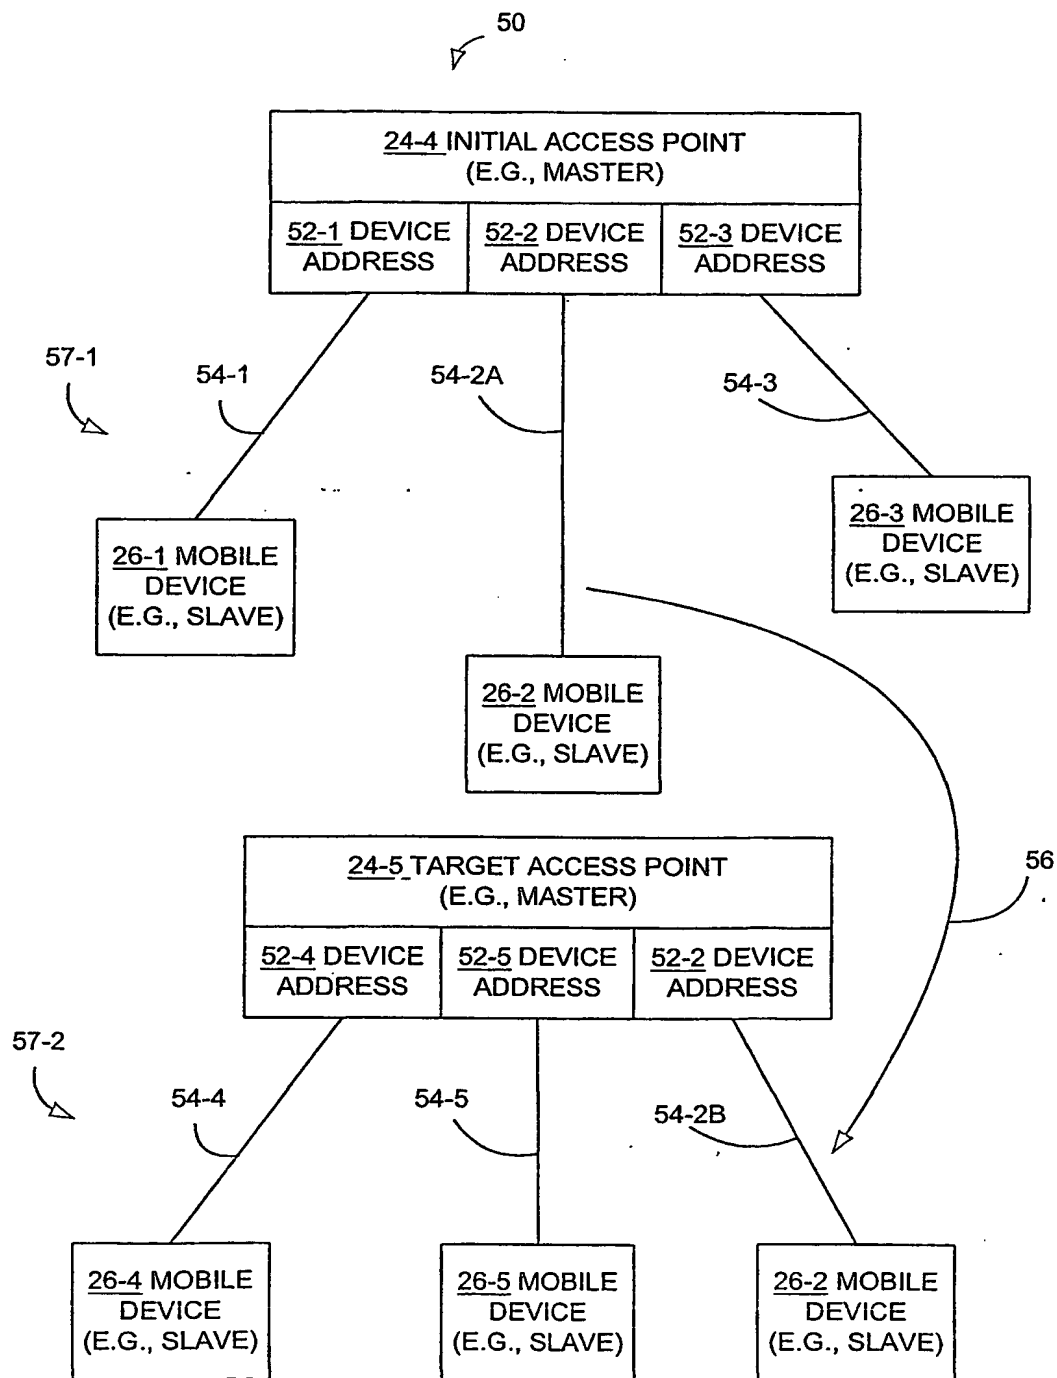 50
24-4 INITIAL ACCESS POINT
(E.G., MASTER)
52-1 DEVICE
ADDRESS
52-2 DEVICE
ADDRESS
52-3 DEVICE
ADDRESS
57-1
54-1
54-2A
54-3
26-1 MOBILE
DEVICE
(E.G., SLAVE)
26-3 MOBILE
DEVICE
(E.G., SLAVE)
26-2 MOBILE
DEVICE
(E.G., SLAVE)
24-5 TARGET ACCESS POINT
(E.G., MASTER)
56
52-4 DEVICE
ADDRESS
52-5 DEVICE
ADDRESS
52-2 DEVICE
ADDRESS
57-2
54-4
54-5
54-2B
26-4 MOBILE
DEVICE
(E.G., SLAVE)
26-5 MOBILE
DEVICE
(E.G., SLAVE)
26-2 MOBILE
DEVICE
(E.G., SLAVE)